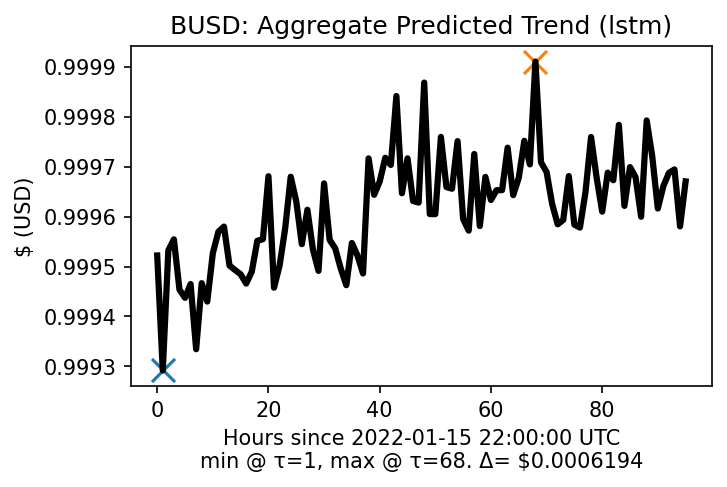 BUSD: Aggregate Predicted Trend (lstm)
$ (USD)
0.9999
0.9998
0.9997
0.9996
0.9995
0.9994
0.9993
0 20 40 60 80
Hours since 2022-01-15 22:00:00 UTC
min @ τ=1, max @ τ=68. Δ= $0.0006194